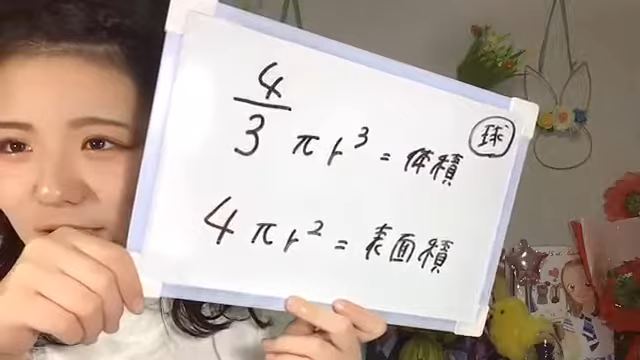 球
4/3 πr³ = 体積
4πr² = 表面積